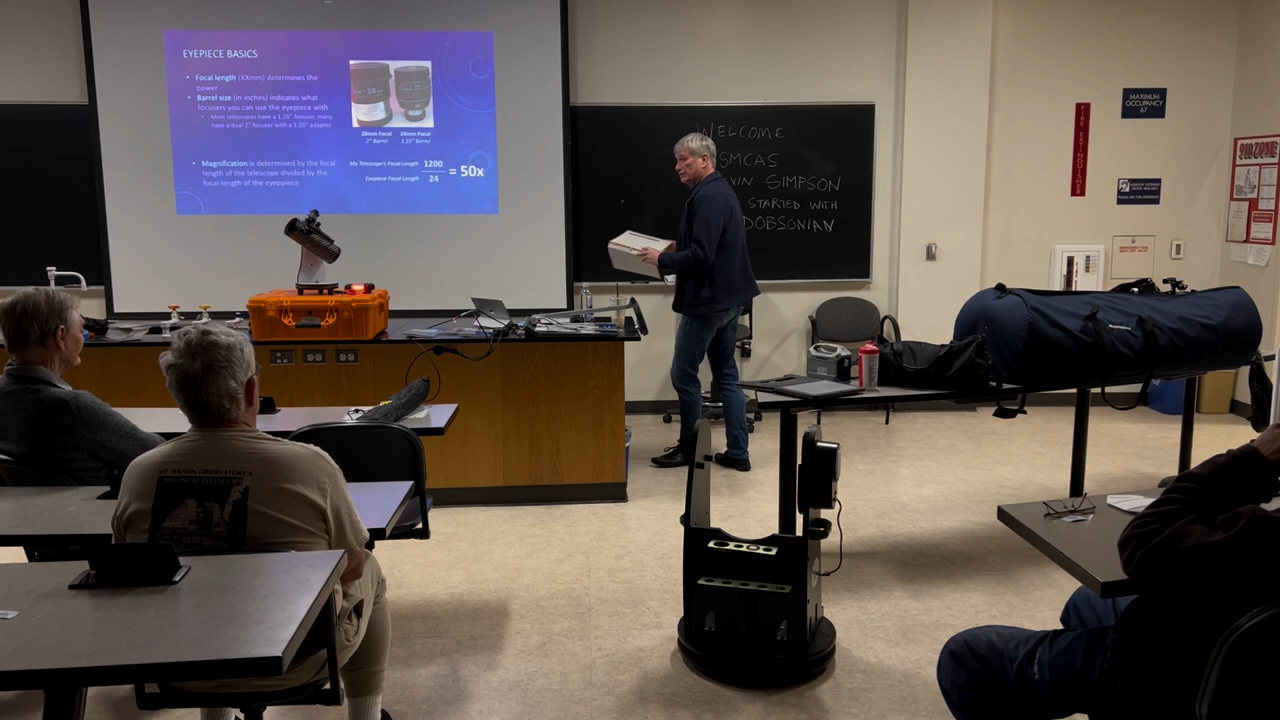 EYEPIECE BASICS
• Focal length (XXmm) determines the
power
• Barrel size (in inches) indicates what
focusers you can use the eyepiece with
• Most telescopes have a 1.25" focuser, many
have a dual 2" focuser with a 1.25" adapter
28mm Focal
2" Barrel
24mm Focal
1.25" Barrel
• Magnification is determined by the focal
length of the telescope divided by the
focal length of the eyepiece
My Telescope's Focal Length 1200
Eyepiece Focal Length 24
= 50x
WELCOME
SMCAS
VIN SIMPSON
STARTED WITH
DOBSONIAN
FIRE EXTINGUISHER
MAXIMUM
OCCUPANCY
67
MT. WILSON OBSERVATORY'S
TELESCOPE